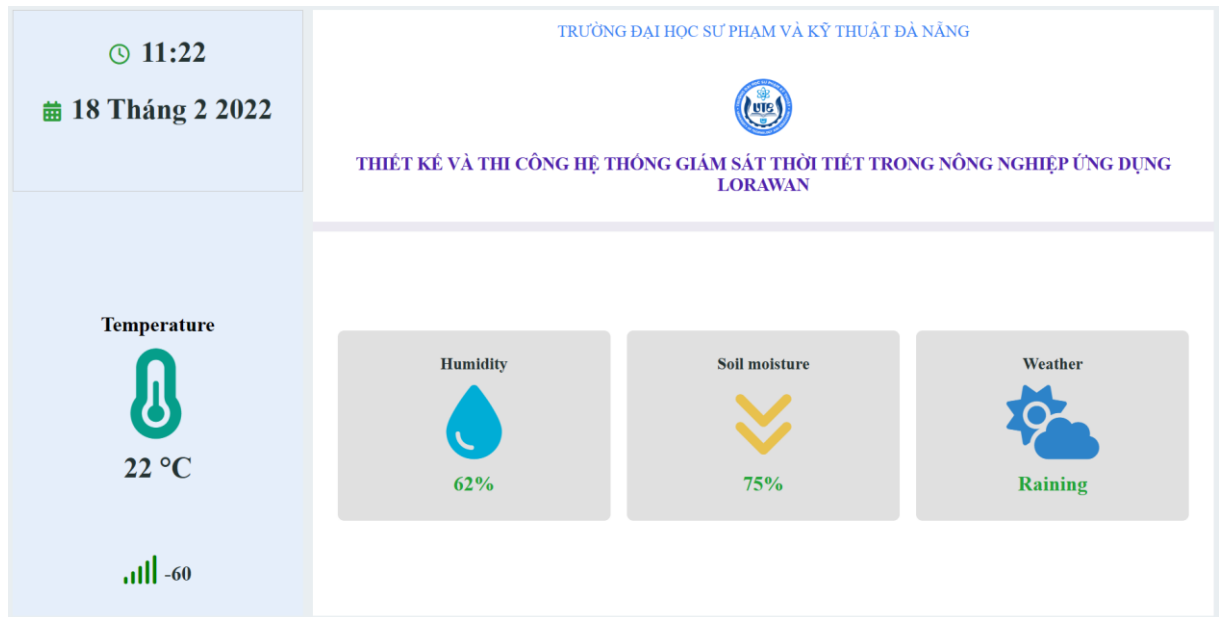 11:22
18 Tháng 2 2022
TRƯỜNG ĐẠI HỌC SƯ PHẠM VÀ KỸ THUẬT ĐÀ NẴNG
UTE
THIẾT KẾ VÀ THI CÔNG HỆ THỐNG GIÁM SÁT THỜI TIẾT TRONG NÔNG NGHIỆP ỨNG DỤNG
LORAWAN
Temperature
22 °C
-60
Humidity
62%
Soil moisture
75%
Weather
Raining